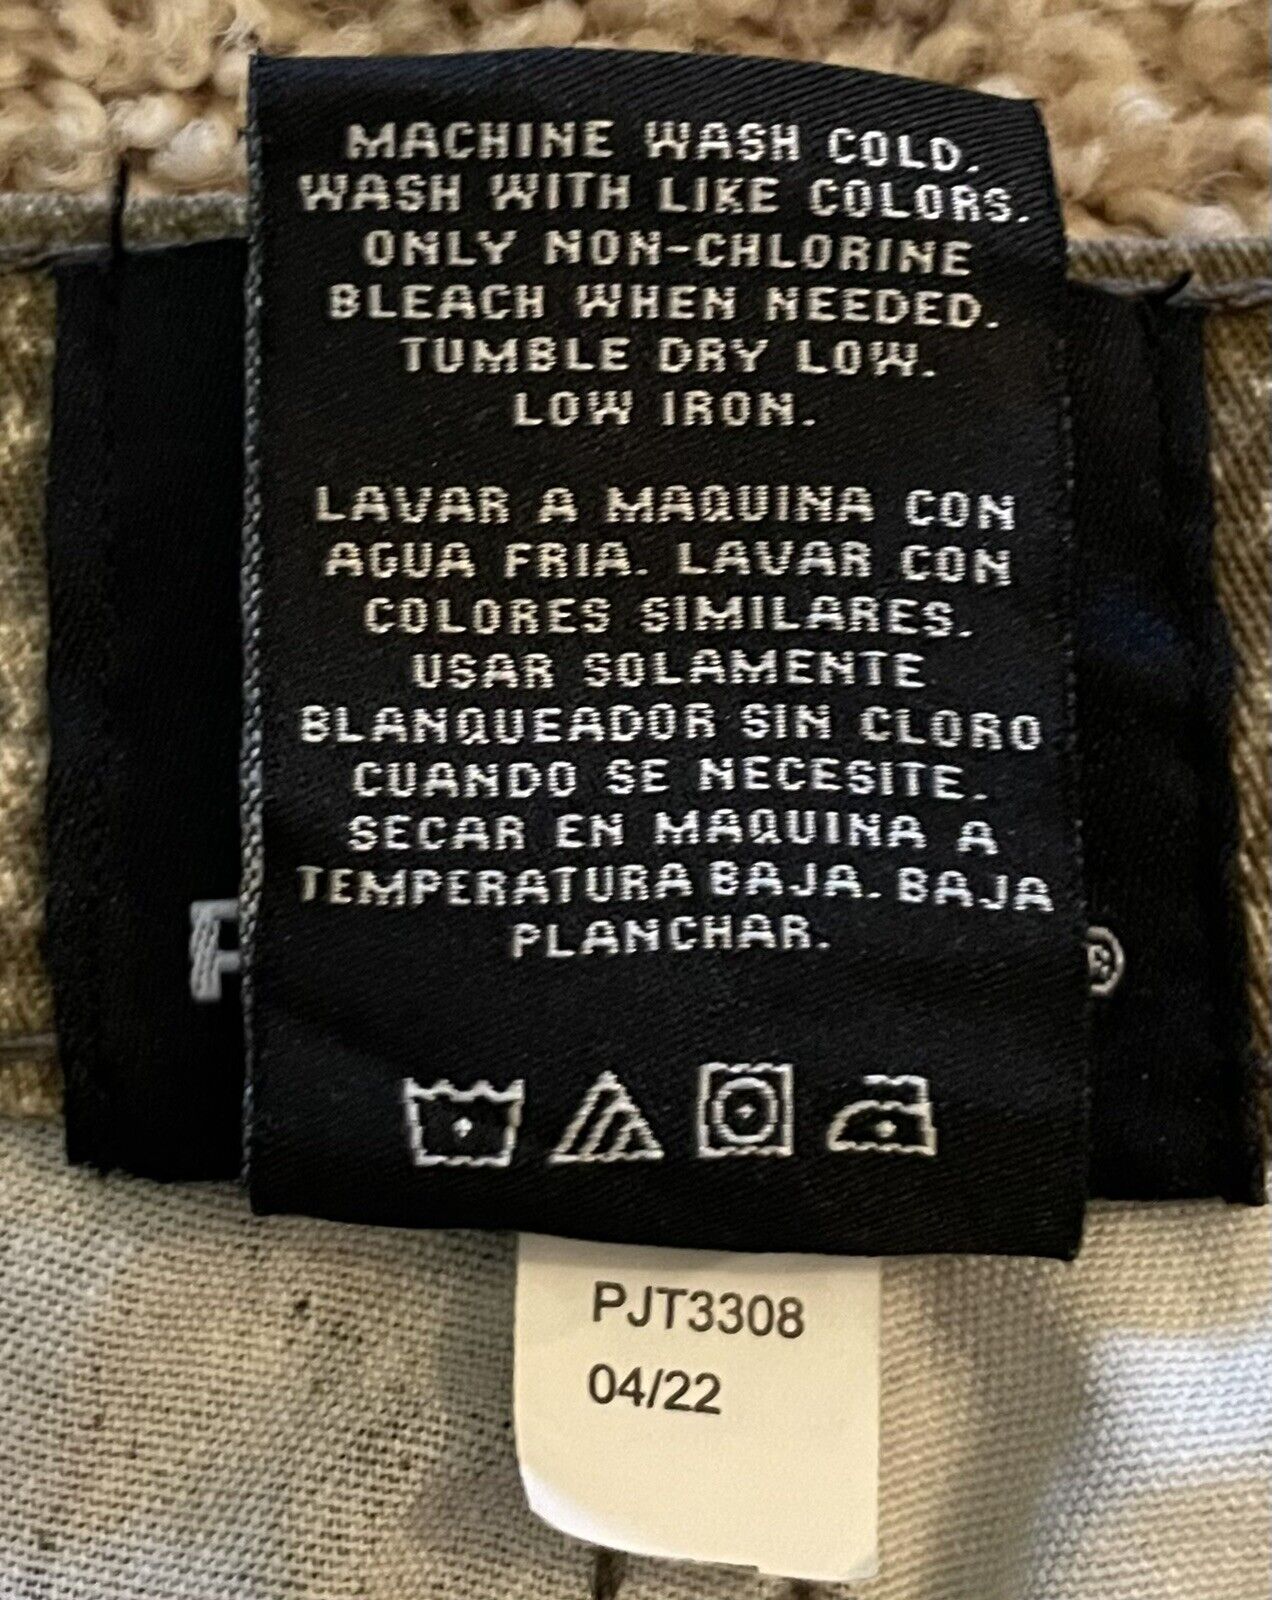 MACHINE WASH COLD.
WASH WITH LIKE COLORS.
ONLY NON-CHLORINE
BLEACH WHEN NEEDED.
TUMBLE DRY LOW.
LOW IRON.
LAVAR A MAQUINA CON
AGUA FRIA. LAVAR CON
COLORES SIMILARES.
USAR SOLAMENTE
BLANQUEADOR SIN CLORO
CUANDO SE NECESITE.
SECAR EN MAQUINA A
TEMPERATURA BAJA. BAJA
PLANCHAR.
P ®
PJT3308
04/22